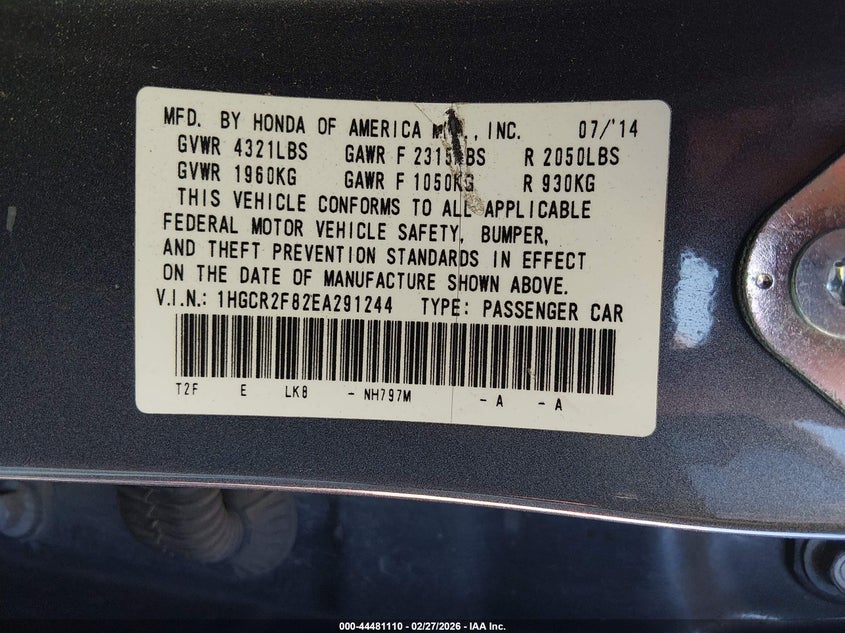 MFD. BY HONDA OF AMERICA , INC. 07/'14
GVWR 4321LBS GAWR F 2315LBS R 2050LBS
GVWR 1960KG GAWR F 1050KG R 930KG
THIS VEHICLE CONFORMS TO ALL APPLICABLE
FEDERAL MOTOR VEHICLE SAFETY, BUMPER,
AND THEFT PREVENTION STANDARDS IN EFFECT
ON THE DATE OF MANUFACTURE SHOWN ABOVE.
V.I.N.: 1HGCR2F82EA291244 TYPE: PASSENGER CAR
T2F E LK8 - NH797M - A - A
000-44481110 | 02/27/2026 - IAA Inc.